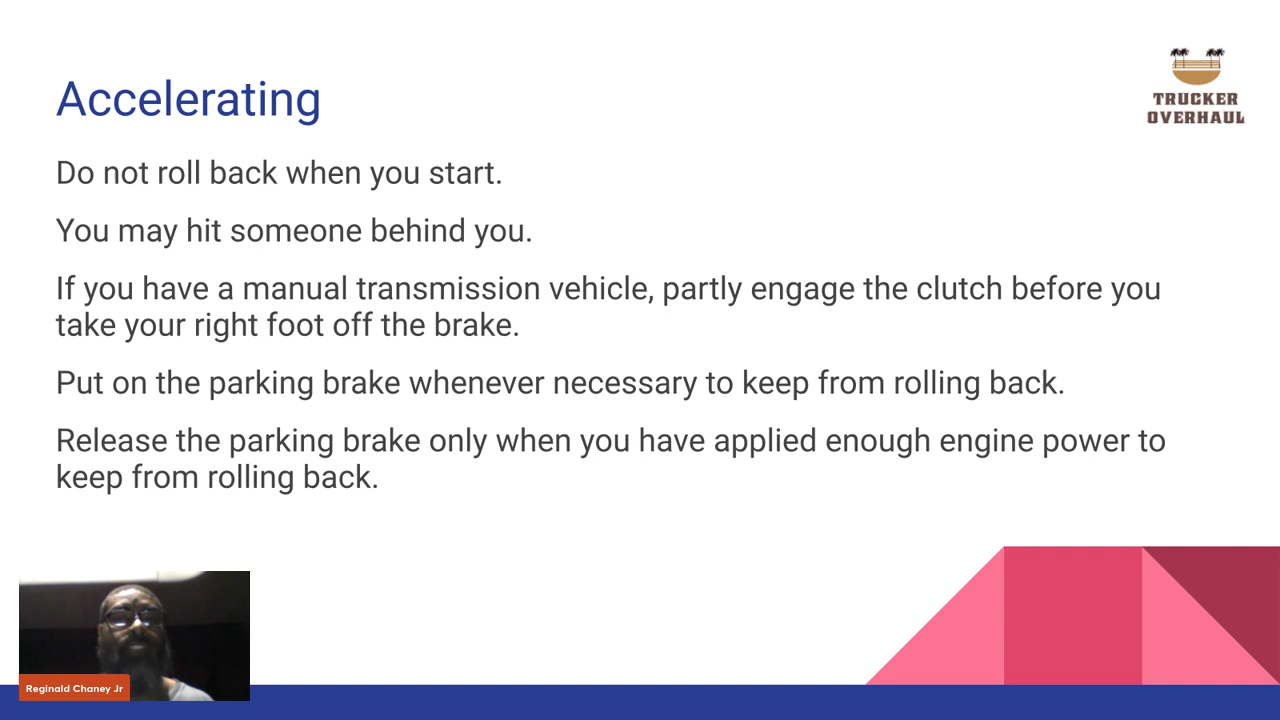 Accelerating
TRUCKER
OVERHAUL
Do not roll back when you start.
You may hit someone behind you.
If you have a manual transmission vehicle, partly engage the clutch before you
take your right foot off the brake.
Put on the parking brake whenever necessary to keep from rolling back.
Release the parking brake only when you have applied enough engine power to
keep from rolling back.
Reginald Chaney Jr